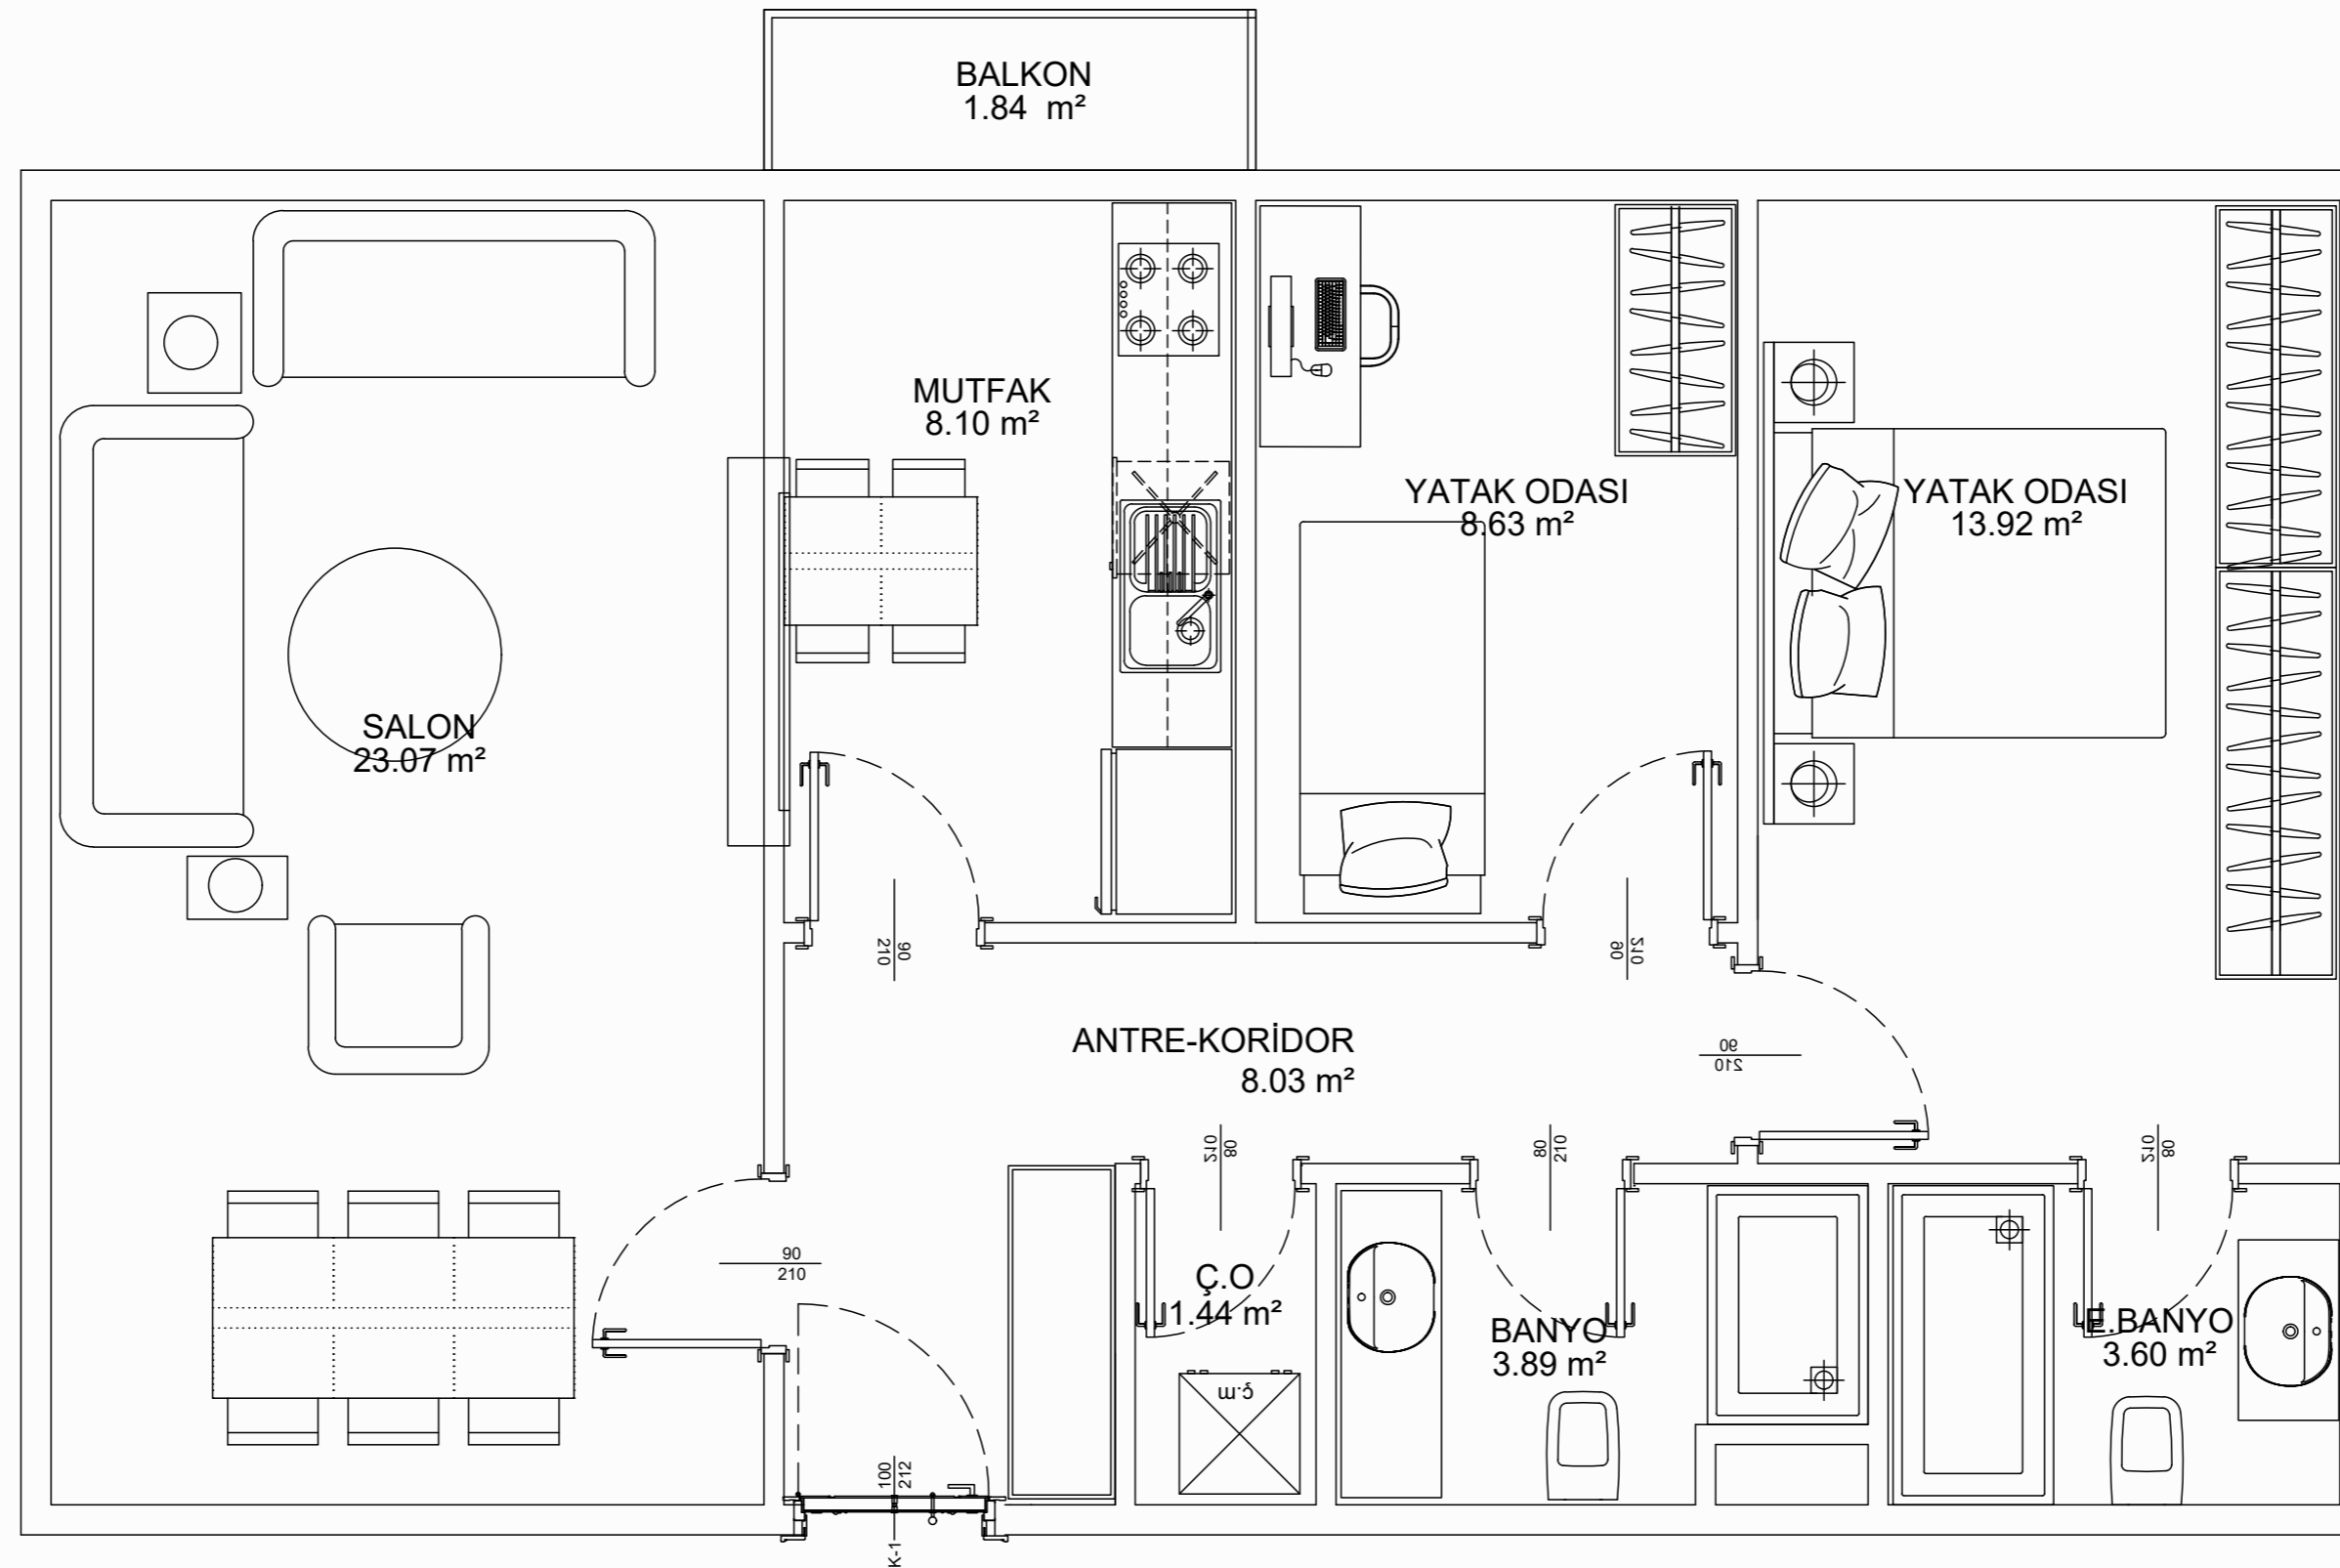 BALKON
1.84 m²
MUTFAK
8.10 m²
YATAK ODASI
8.63 m²
YATAK ODASI
13.92 m²
SALON
23.07 m²
90
210
210
90
ANTRE-KORİDOR
8.03 m²
90
210
210
80
80
210
210
80
90
210
Ç.O
1.44 m²
BANYO
3.89 m²
E.BANYO
3.60 m²
ç.m
100
212
K-1